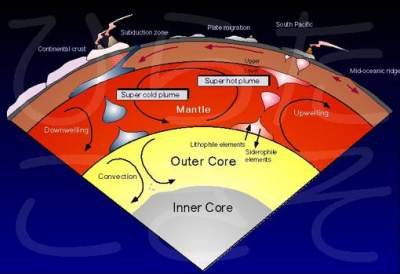 South Pacific
Plate migration
Subduction zone
Continental crust
Upper
Mid-oceanic ridge
Super hot plume
Super cold plume
Mantle
Upwelling
Downwelling
Lithophile elements
Siderophile
elements
Outer Core
Convection
Inner Core